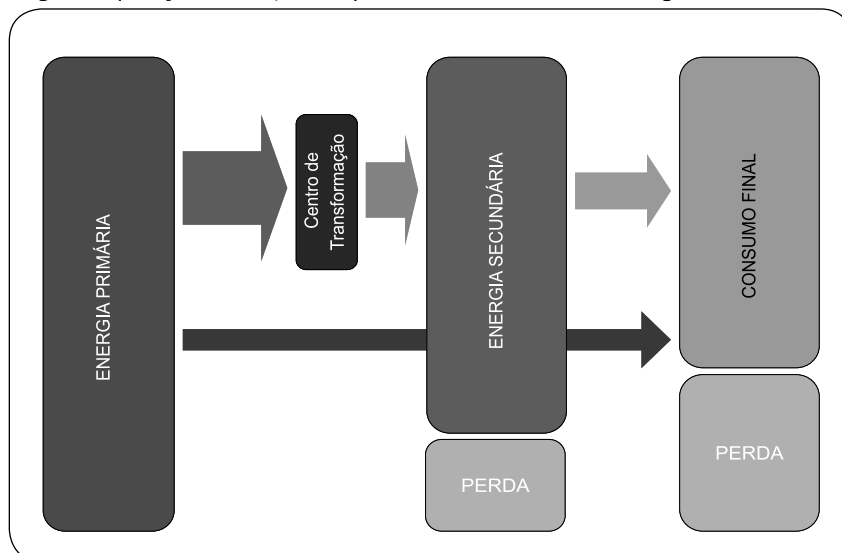 ENERGIA PRIMÁRIA
Centro de
Transformação
ENERGIA SECUNDÁRIA
PERDA
CONSUMO FINAL
PERDA